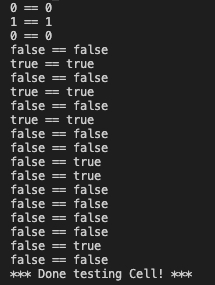 0 == 0
1 == 1
0 == 0
false == false
true == true
false == false
true == true
false == false
true == true
false == false
false == false
false == true
false == true
false == false
false == false
false == false
false == false
false == true
false == false
*** Done testing Cell! ***